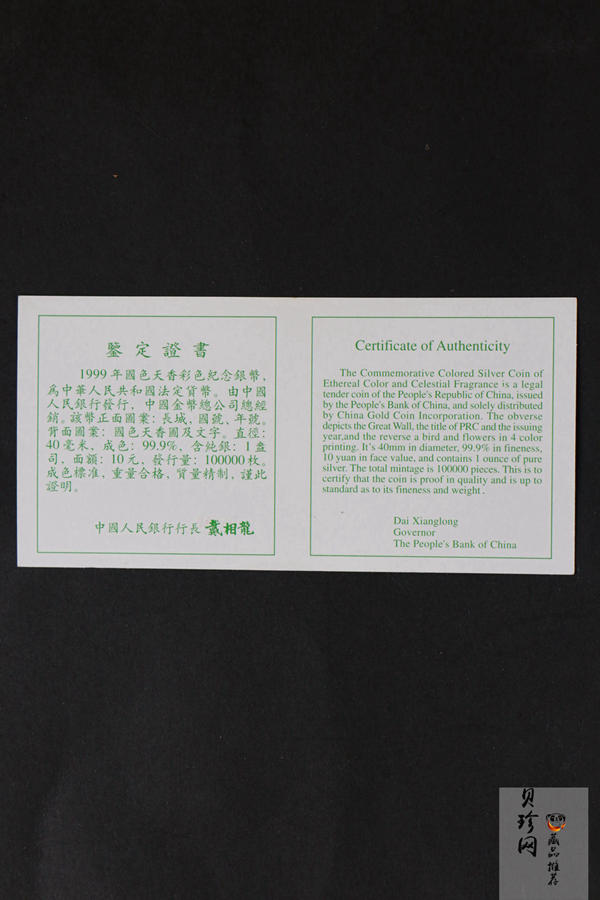 鑒定證書
1999年國色天香彩色紀念銀幣，
爲中華人民共和國法定貨幣。由中國
人民銀行發行，中國金幣總公司總經
銷。該幣正面圖案：長城，國號，年號。
背面圖案：國色天香圖及文字。直徑：
40毫米，成色：99.9%，含純銀：1盎
司，面額：10元，發行量：100000枚。
成色標准，重量合格，質量精制，謹此
證明。
中國人民銀行行長 戴相龍
Certificate of Authenticity
The Commemorative Colored Silver Coin of
Ethereal Color and Celestial Fragrance is a legal
tender coin of the People's Republic of China, issued
by the People's Bank of China, and solely distributed
by China Gold Coin Incorporation. The obverse
depicts the Great Wall, the title of PRC and the issuing
year,and the reverse a bird and flowers in 4 color
printing. It's 40mm in diameter, 99.9% in fineness,
10 yuan in face value, and contains 1 ounce of pure
silver. The total mintage is 100000 pieces. This is to
certify that the coin is proof in quality and is up to
standard as to its fineness and weight .
Dai Xianglong
Governor
The People's Bank of China
贝珍网
藏品推荐